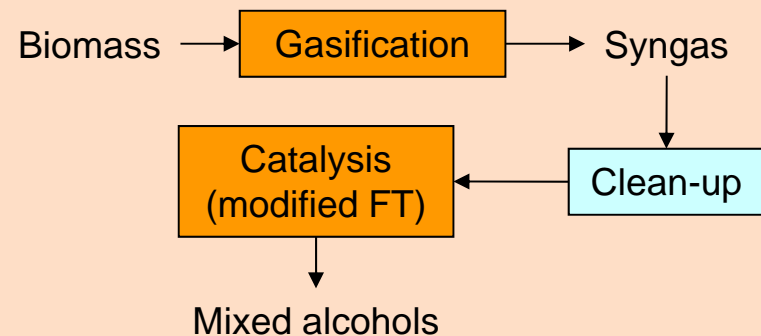 Biomass
Gasification
Syngas
Clean-up
Catalysis
(modified FT)
Mixed alcohols